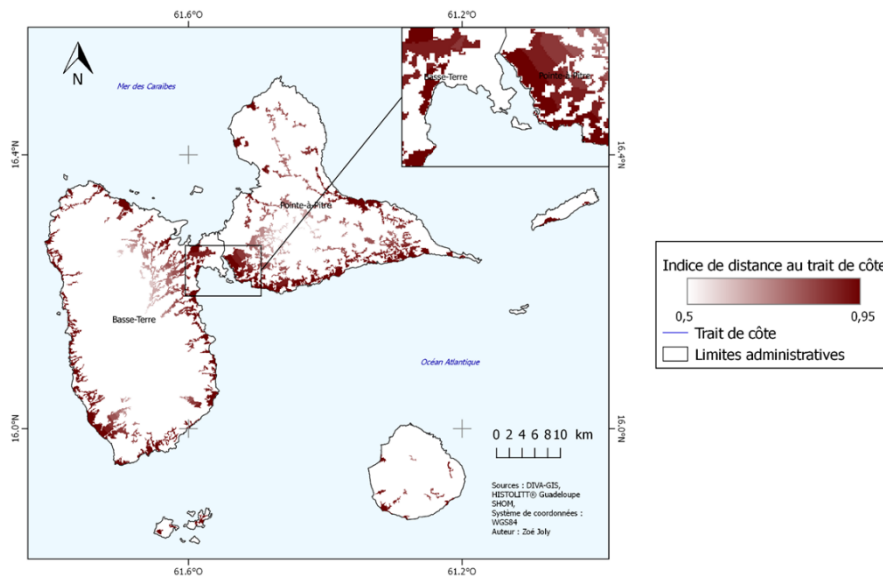 61.6°O
61.2°O
N
Mer des Caraïbes
Basse-Terre
Pointe-à-Pitre
16.4°N
16.4°N
Pointe-à-Pitre
Basse-Terre
Océan Atlantique
16.0°N
16.0°N
0 2 4 6 8 10 km
Sources : DIVA-GIS,
HISTOLITT® Guadeloupe
SHOM,
Système de coordonnées :
WGS84
Auteur : Zoé Joly
61.6°O
61.2°O
Indice de distance au trait de côte
0,5
0,95
Trait de côte
Limites administratives